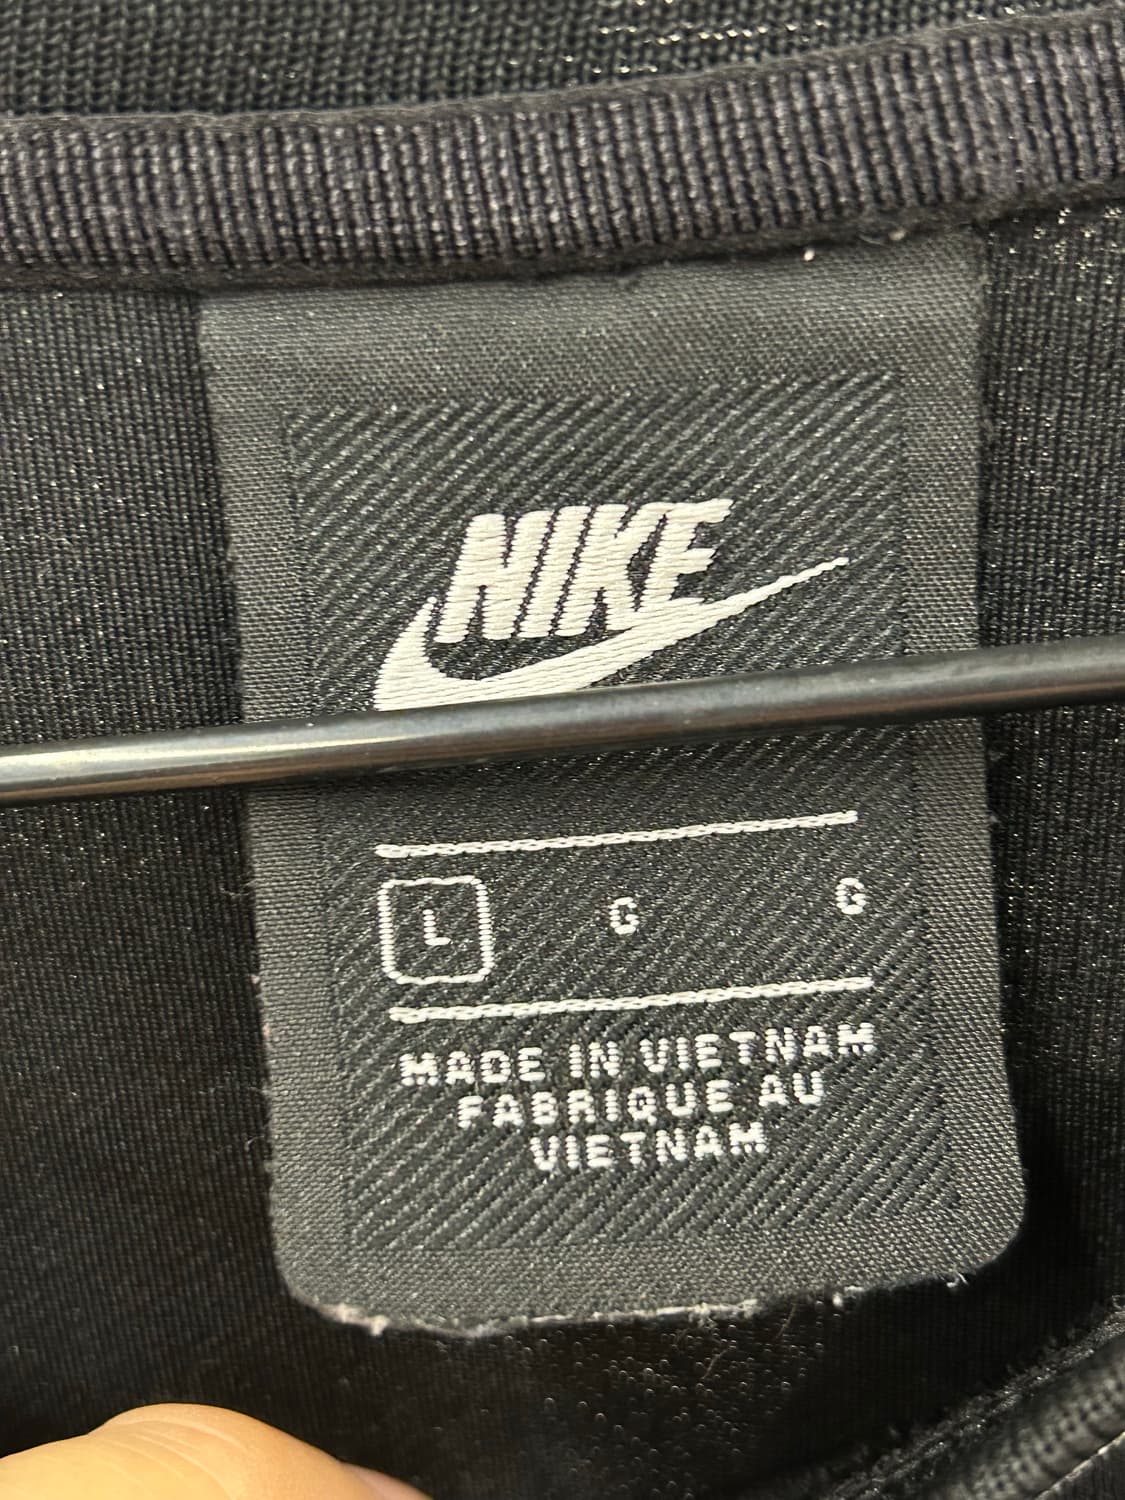 NIKE
L G G
MADE IN VIETNAM
FABRIQUE AU
VIETNAM